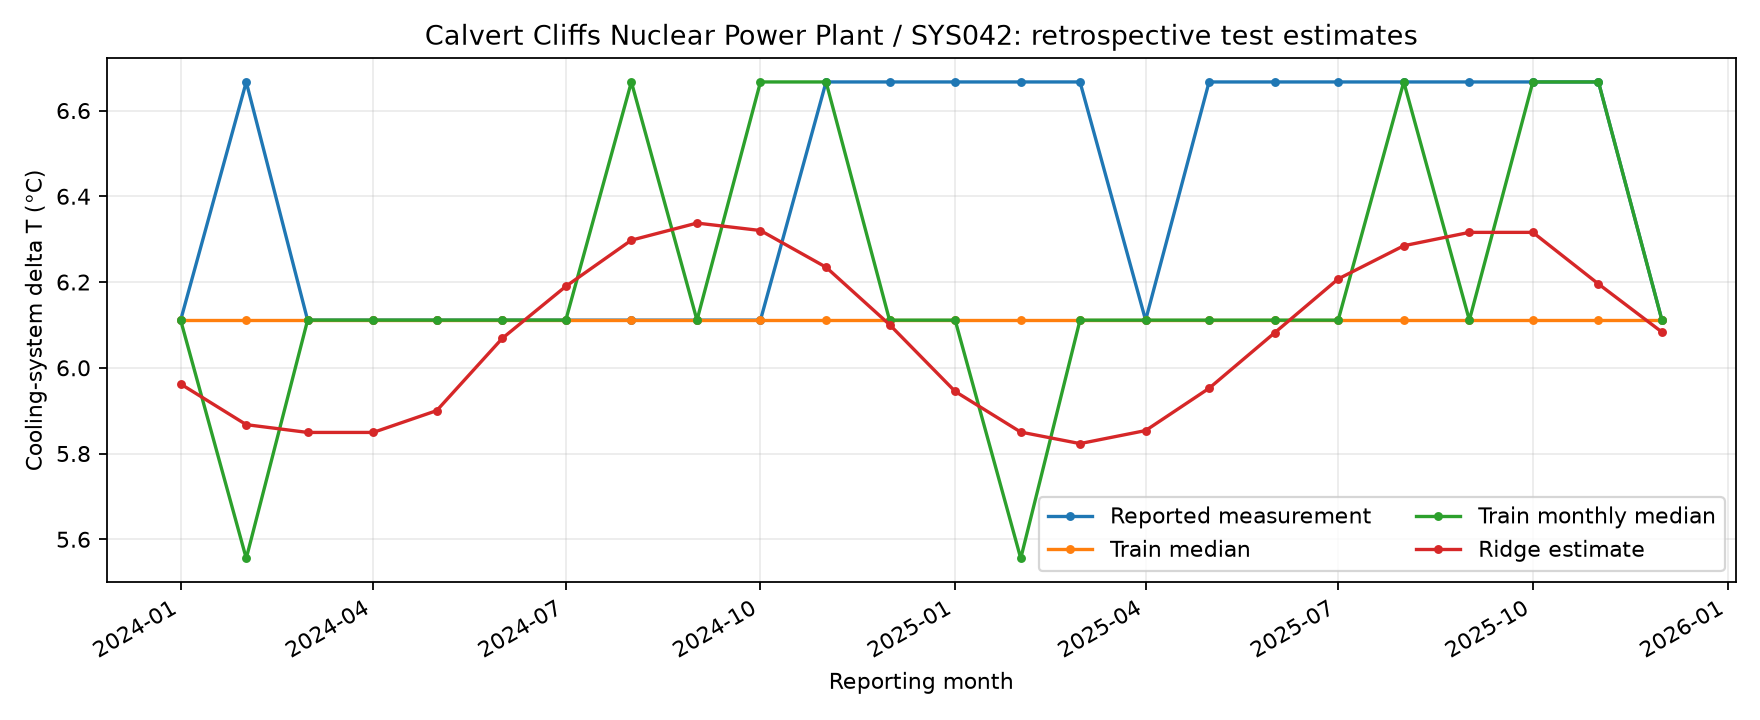 Calvert Cliffs Nuclear Power Plant / SYS042: retrospective test estimates
Cooling-system delta T (°C)
6.6
6.4
6.2
6.0
5.8
5.6
Reported measurement
Train median
Train monthly median
Ridge estimate
2024-01
2024-04
2024-07
2024-10
2025-01
2025-04
2025-07
2025-10
2026-01
Reporting month